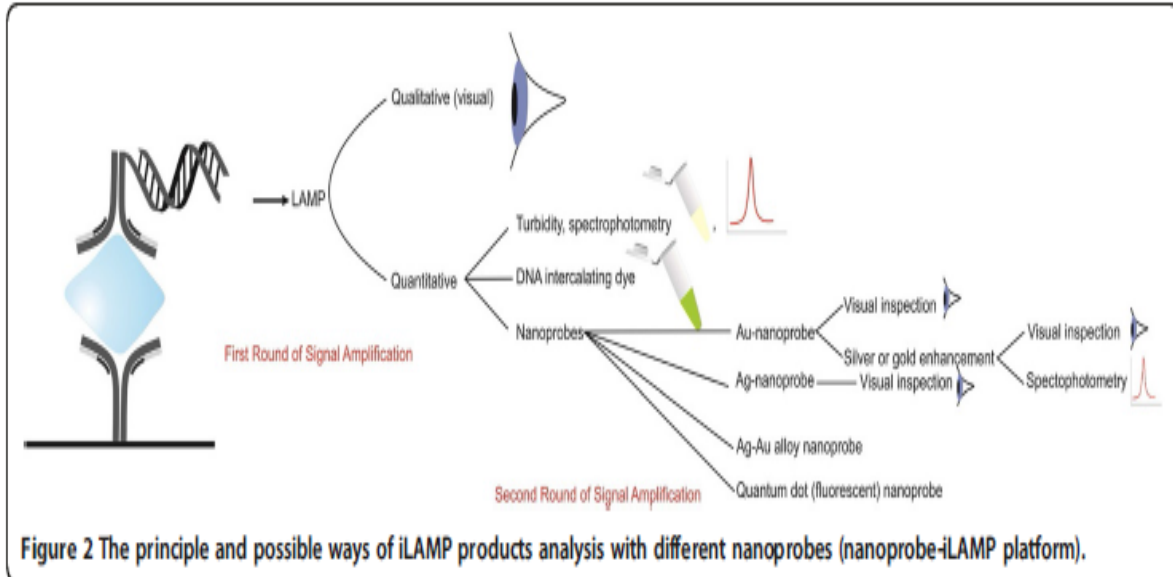 Qualitative (visual)
LAMP
Turbidity, spectrophotometry
,
Quantitative
DNA intercalating dye
Nanoprobes
Au-nanoprobe
Visual inspection
Silver or gold enhancement
Visual inspection
Spectophotometry
Ag-nanoprobe
Visual inspection
Ag-Au alloy nanoprobe
Quantum dot (fluorescent) nanoprobe
First Round of Signal Amplification
Second Round of Signal Amplification
Figure 2 The principle and possible ways of iLAMP products analysis with different nanoprobes (nanoprobe-iLAMP platform).